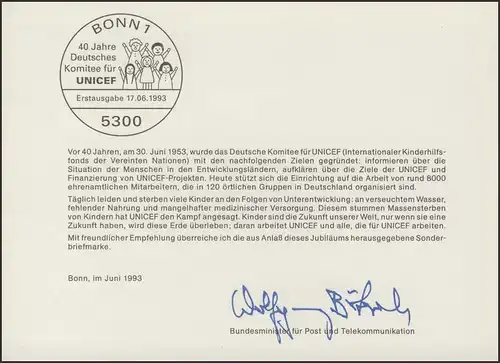 BONN 1
40 Jahre
Deutsches
Komitee für
UNICEF
Erstausgabe 17.06.1993
5300
Vor 40 Jahren, am 30. Juni 1953, wurde das Deutsche Komitee für UNICEF (Internationaler Kinderhilfs-
fonds der Vereinten Nationen) mit den nachfolgenden Zielen gegründet: informieren über die
Situation der Menschen in den Entwicklungsländern, aufklären über die Ziele der UNICEF und
Finanzierung von UNICEF-Projekten. Heute stützt sich die Einrichtung auf die Arbeit von rund 8000
ehrenamtlichen Mitarbeitern, die in 120 örtlichen Gruppen in Deutschland organisiert sind.
Täglich leiden und sterben viele Kinder an den Folgen von Unterentwicklung: an verseuchtem Wasser,
fehlender Nahrung und mangelhafter medizinischer Versorgung. Diesem stummen Massensterben
von Kindern hat UNICEF den Kampf angesagt. Kinder sind die Zukunft unserer Welt, nur wenn sie eine
Zukunft haben, wird diese Erde überleben; daran arbeitet UNICEF und alle, die für UNICEF arbeiten.
Mit freundlicher Empfehlung überreiche ich die aus Anlaß dieses Jubiläums herausgegebene Sonder-
briefmarke.
Bonn, im Juni 1993
Wolfgang Bötsch
Bundesminister für Post und Telekommunikation